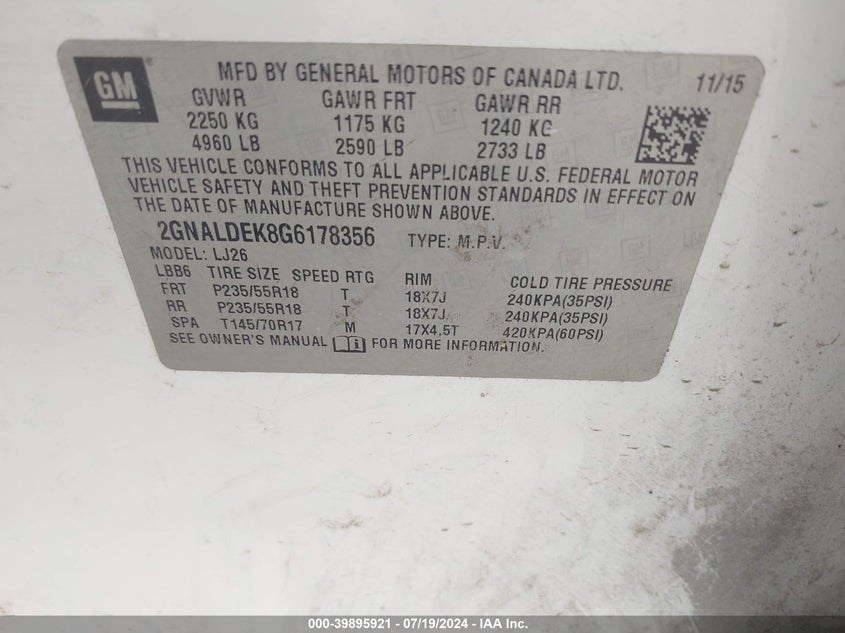 GM
MFD BY GENERAL MOTORS OF CANADA LTD. 11/15
GVWR GAWR FRT GAWR RR
2250 KG 1175 KG 1240 KG
4960 LB 2590 LB 2733 LB
THIS VEHICLE CONFORMS TO ALL APPLICABLE U.S. FEDERAL MOTOR
VEHICLE SAFETY AND THEFT PREVENTION STANDARDS IN EFFECT ON
THE DATE OF MANUFACTURE SHOWN ABOVE.
2GNALDEK8G6178356 TYPE: M.P.V.
MODEL: LJ26
LBB6 TIRE SIZE SPEED RTG RIM COLD TIRE PRESSURE
FRT P235/55R18 T 18X7J 240KPA(35PSI)
RR P235/55R18 T 18X7J 240KPA(35PSI)
SPA T145/70R17 M 17X4.5T 420KPA(60PSI)
SEE OWNER'S MANUAL FOR MORE INFORMATION.
000-39895921 - 07/19/2024 - IAA Inc.